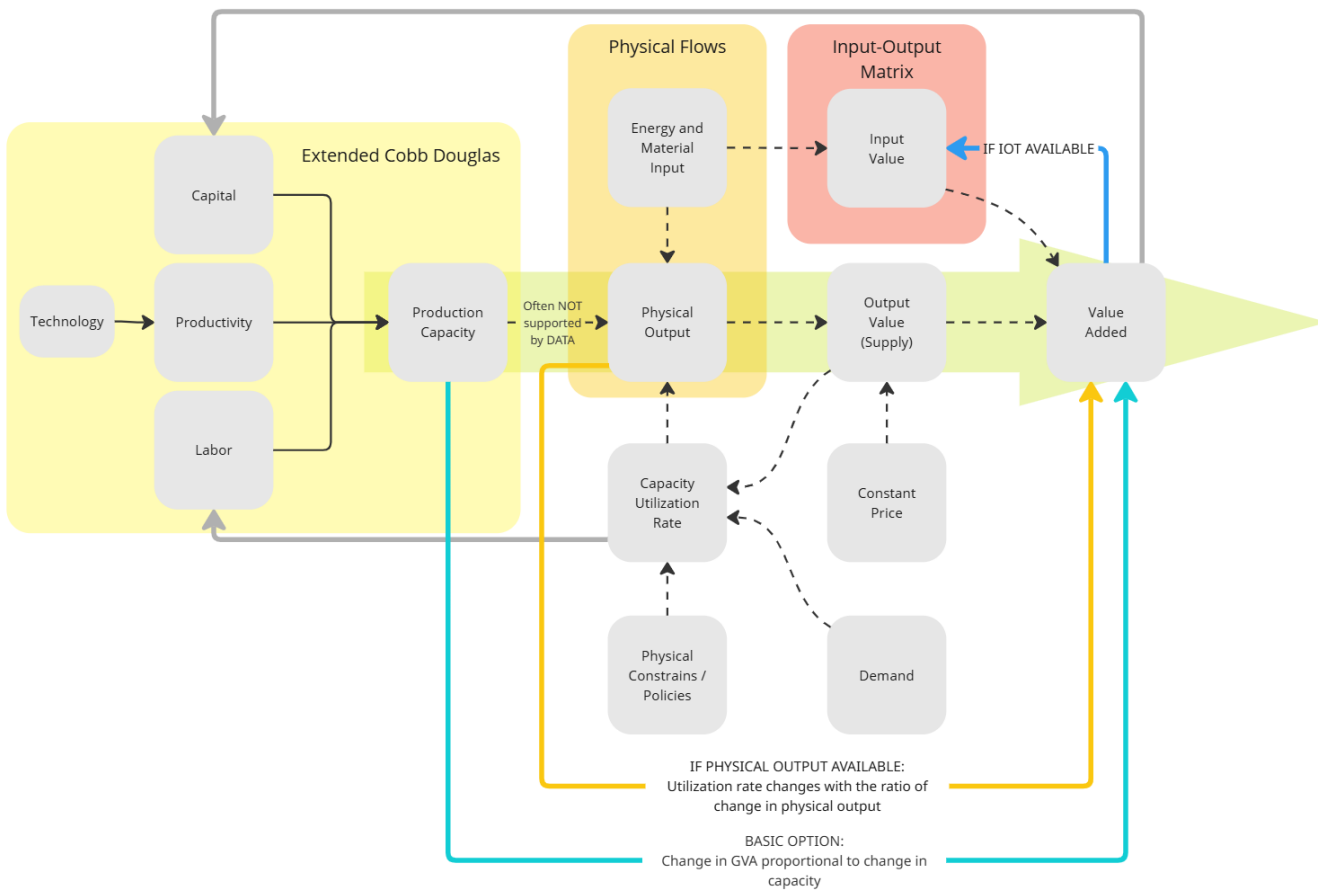 Physical Flows
Input-Output
Matrix
Energy and
Material
Input
Input
Value
IF IOT AVAILABLE
Extended Cobb Douglas
Capital
Technology
Productivity
Labor
Production
Capacity
Often NOT
supported
by DATA
Physical
Output
Output
Value
(Supply)
Value
Added
Capacity
Utilization
Rate
Constant
Price
Physical
Constrains /
Policies
Demand
IF PHYSICAL OUTPUT AVAILABLE:
Utilization rate changes with the ratio of
change in physical output
BASIC OPTION:
Change in GVA proportional to change in
capacity